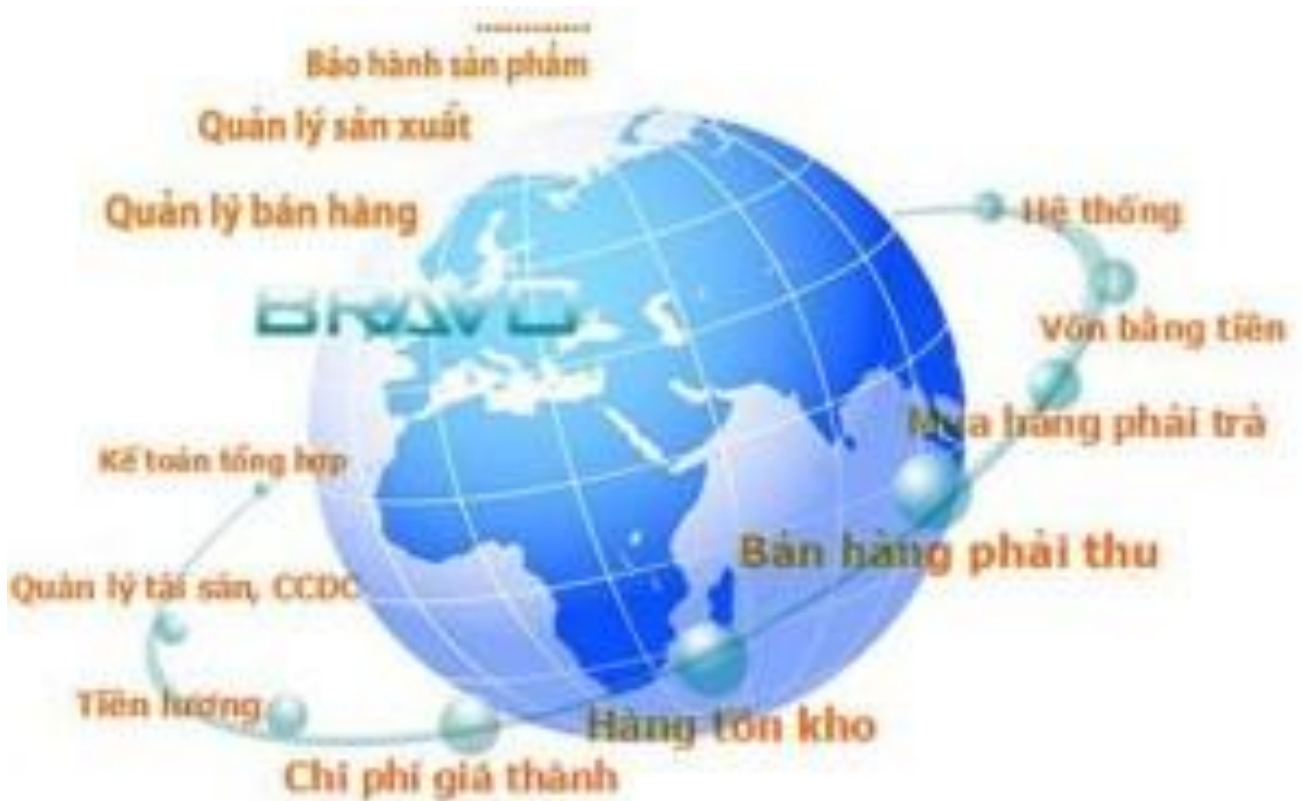 ..............
Bảo hành sản phẩm
Quản lý sản xuất
Quản lý bán hàng
BRAVO
Hệ thống
Vốn bằng tiền
Mua hàng phải trả
Bán hàng phải thu
Hàng tồn kho
Chi phí giá thành
Tiền lương
Quản lý tài sản, CCDC
Kế toán tổng hợp